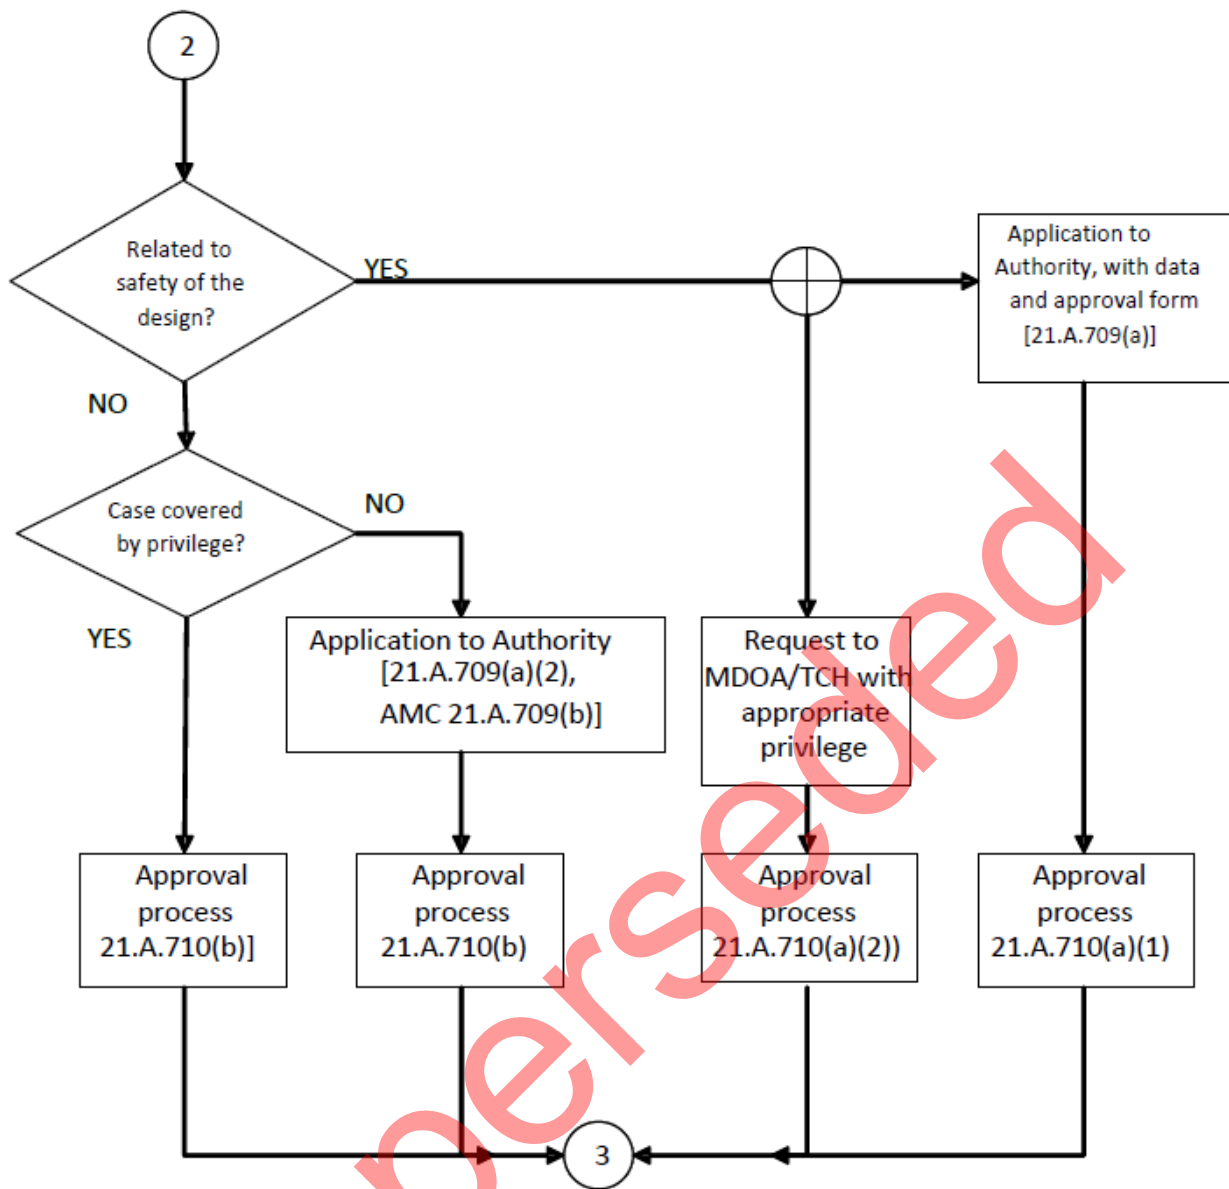 2
Related to
safety of the
design?
YES
Application to
Authority, with data
and approval form
[21.A.709(a)]
NO
Case covered
by privilege?
NO
YES
Application to Authority
[21.A.709(a)(2),
AMC 21.A.709(b)]
Request to
MDOA/TCH with
appropriate
privilege
Approval
process
21.A.710(b)]
Approval
process
21.A.710(b)
Approval
process
21.A.710(a)(2))
Approval
process
21.A.710(a)(1)
3
perseded